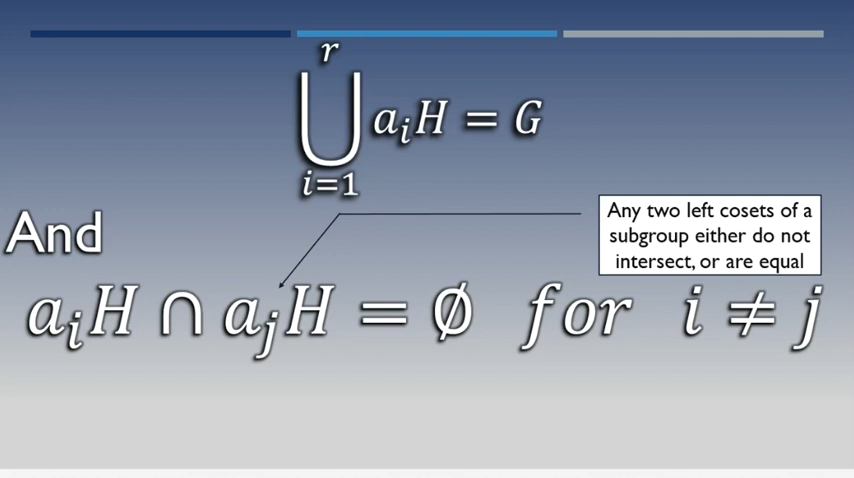 r
⋃ aᵢH = G
i=1
And
Any two left cosets of a
subgroup either do not
intersect, or are equal
aᵢH ∩ aⱼH = ∅ for i ≠ j